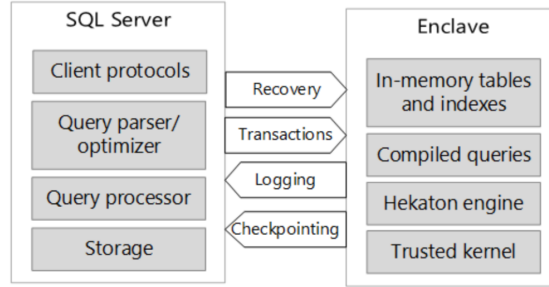 SQL Server
Client protocols
Query parser/
optimizer
Query processor
Storage
Recovery
Transactions
Logging
Checkpointing
Enclave
In-memory tables
and indexes
Compiled queries
Hekaton engine
Trusted kernel